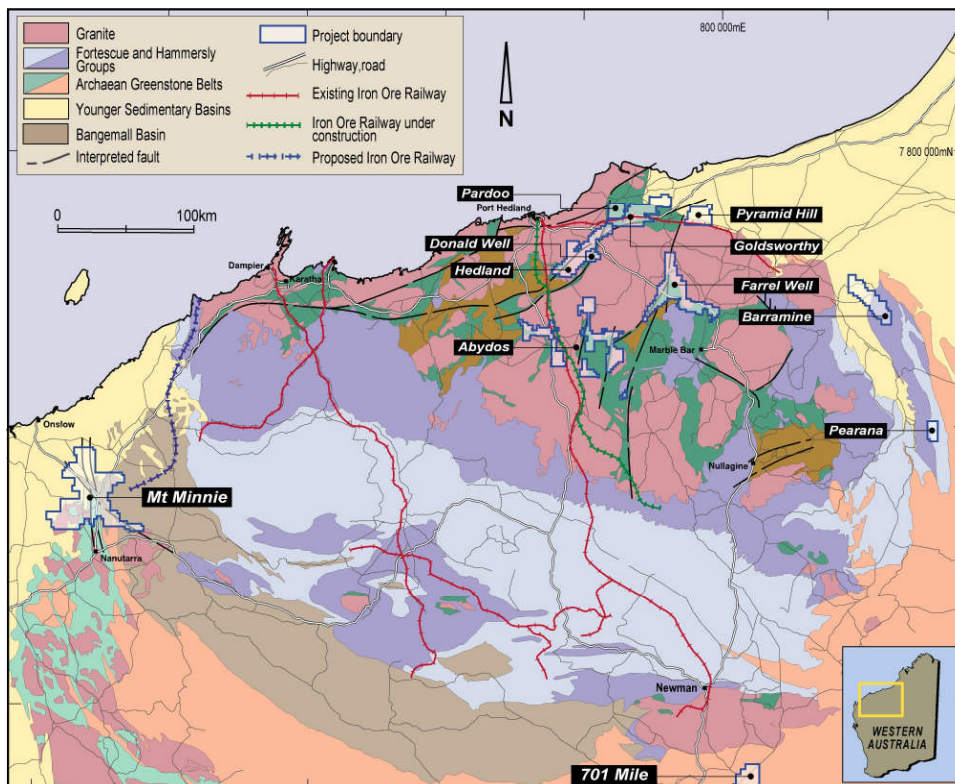 Granite
Fortescue and Hammersly
Groups
Archaean Greenstone Belts
Younger Sedimentary Basins
Bangemall Basin
Interpreted fault
Project boundary
Highway,road
Existing Iron Ore Railway
Iron Ore Railway under
construction
Proposed Iron Ore Railway
N
800 000mE
7 800 000mN
0 100km
Pardoo
Port Hedland
Pyramid Hill
Donald Well
Goldsworthy
Hedland
Dampier
Karatha
Farrel Well
Barramine
Abydos
Marble Bar
Onslow
Pearana
Nullagine
Mt Minnie
Nanutarra
Newman
701 Mile
WESTERN
AUSTRALIA